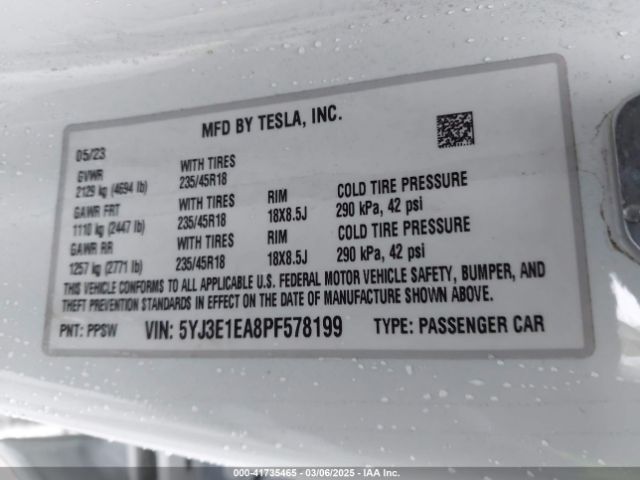 MFD BY TESLA, INC.
05/23
GVWR WITH TIRES
2129 kg (4694 lb) 235/45R18 RIM COLD TIRE PRESSURE
GAWR FRT WITH TIRES 18X8.5J 290 kPa, 42 psi
1110 kg (2447 lb) 235/45R18 RIM COLD TIRE PRESSURE
GAWR RR WITH TIRES 18X8.5J 290 kPa, 42 psi
1257 kg (2771 lb) 235/45R18
THIS VEHICLE CONFORMS TO ALL APPLICABLE U.S. FEDERAL MOTOR VEHICLE SAFETY, BUMPER, AND
THEFT PREVENTION STANDARDS IN EFFECT ON THE DATE OF MANUFACTURE SHOWN ABOVE.
PNT: PPSW VIN: 5YJ3E1EA8PF578199 TYPE: PASSENGER CAR
000-41735465 - 03/06/2025 - IAA Inc.